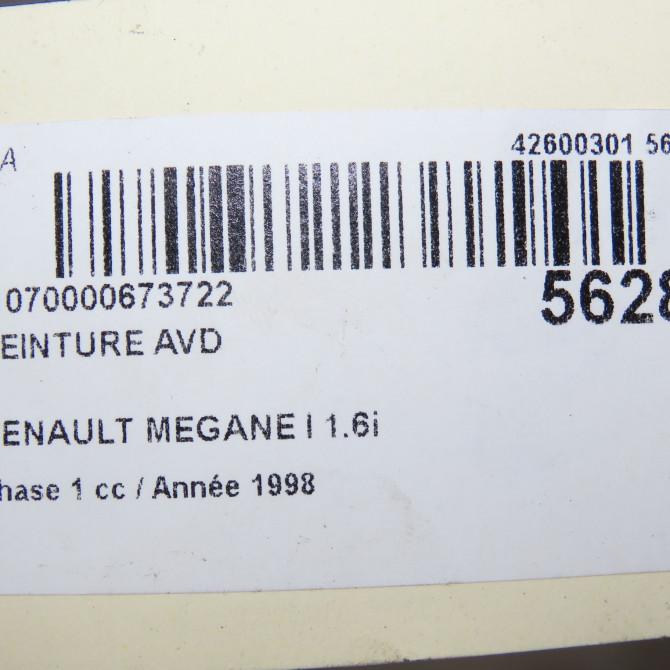 A
42600301 56
070000673722
5628
EINTURE AVD
ENAULT MEGANE I 1.6i
hase 1 cc / Année 1998